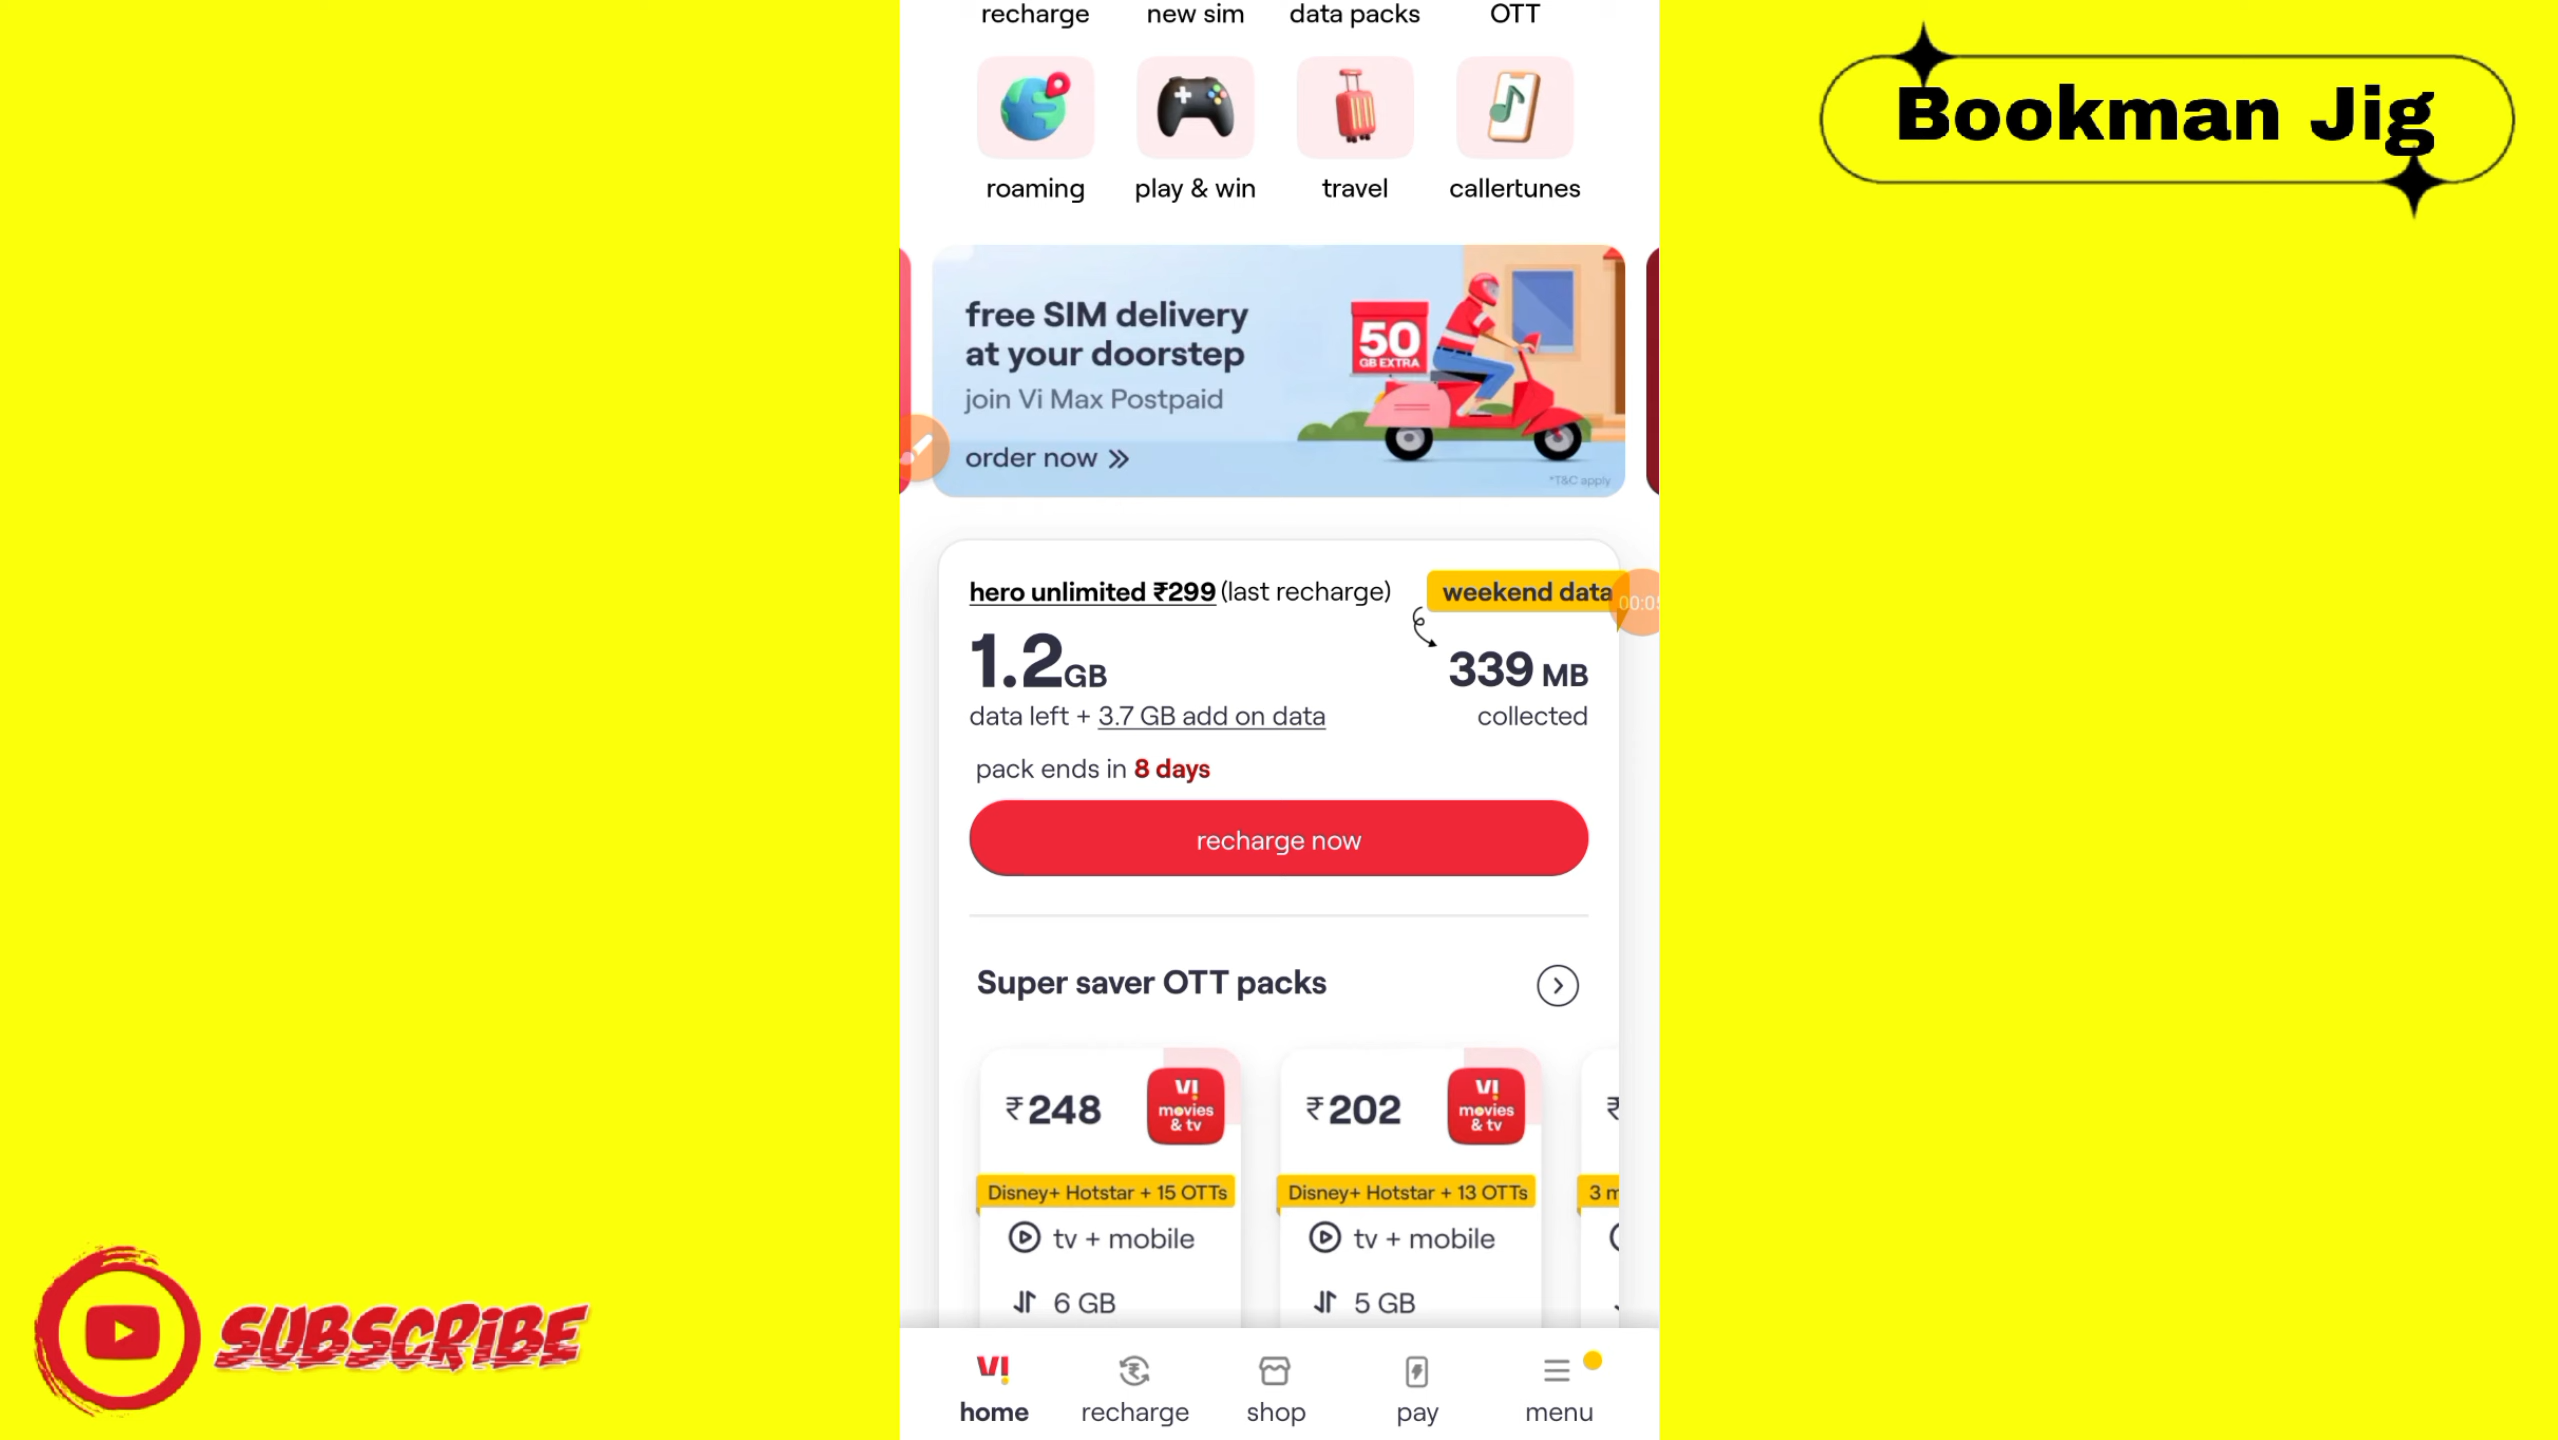 recharge new sim data packs OTT
Bookman Jig
roaming play & win travel callertunes
free SIM delivery
at your doorstep
join Vi Max Postpaid
order now »
50
GB EXTRA
*T&C apply
hero unlimited ₹299 (last recharge)
weekend data
00:0
1.2GB
339 MB
data left + 3.7 GB add on data
collected
pack ends in 8 days
recharge now
Super saver OTT packs
₹248
V!
movies
& tv
₹202
V!
movies
& tv
₹
Disney+ Hotstar + 15 OTTs
Disney+ Hotstar + 13 OTTs
3
tv + mobile
tv + mobile
6 GB
5 GB
SUBSCRiBE
V!
home recharge shop pay menu